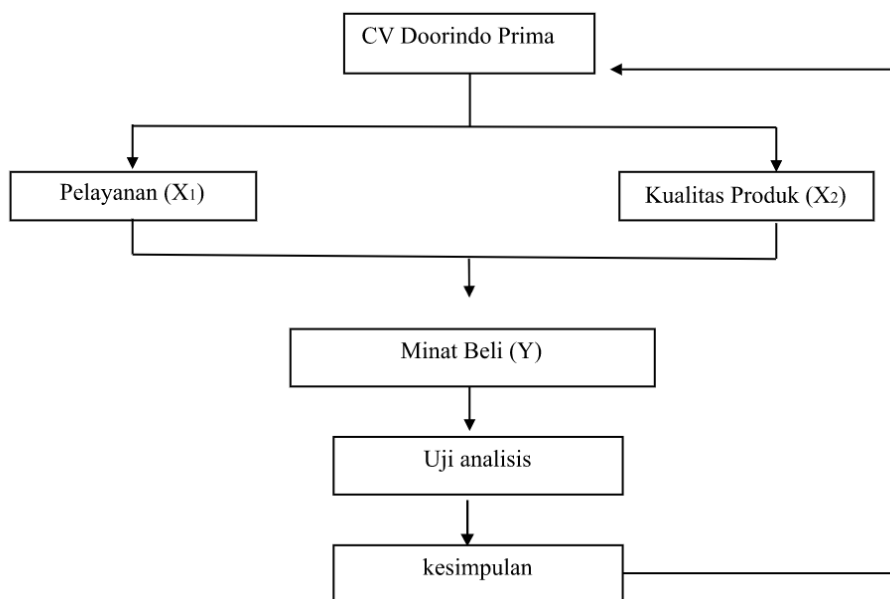 CV Doorindo Prima
Pelayanan (X1)
Kualitas Produk (X2)
Minat Beli (Y)
Uji analisis
kesimpulan